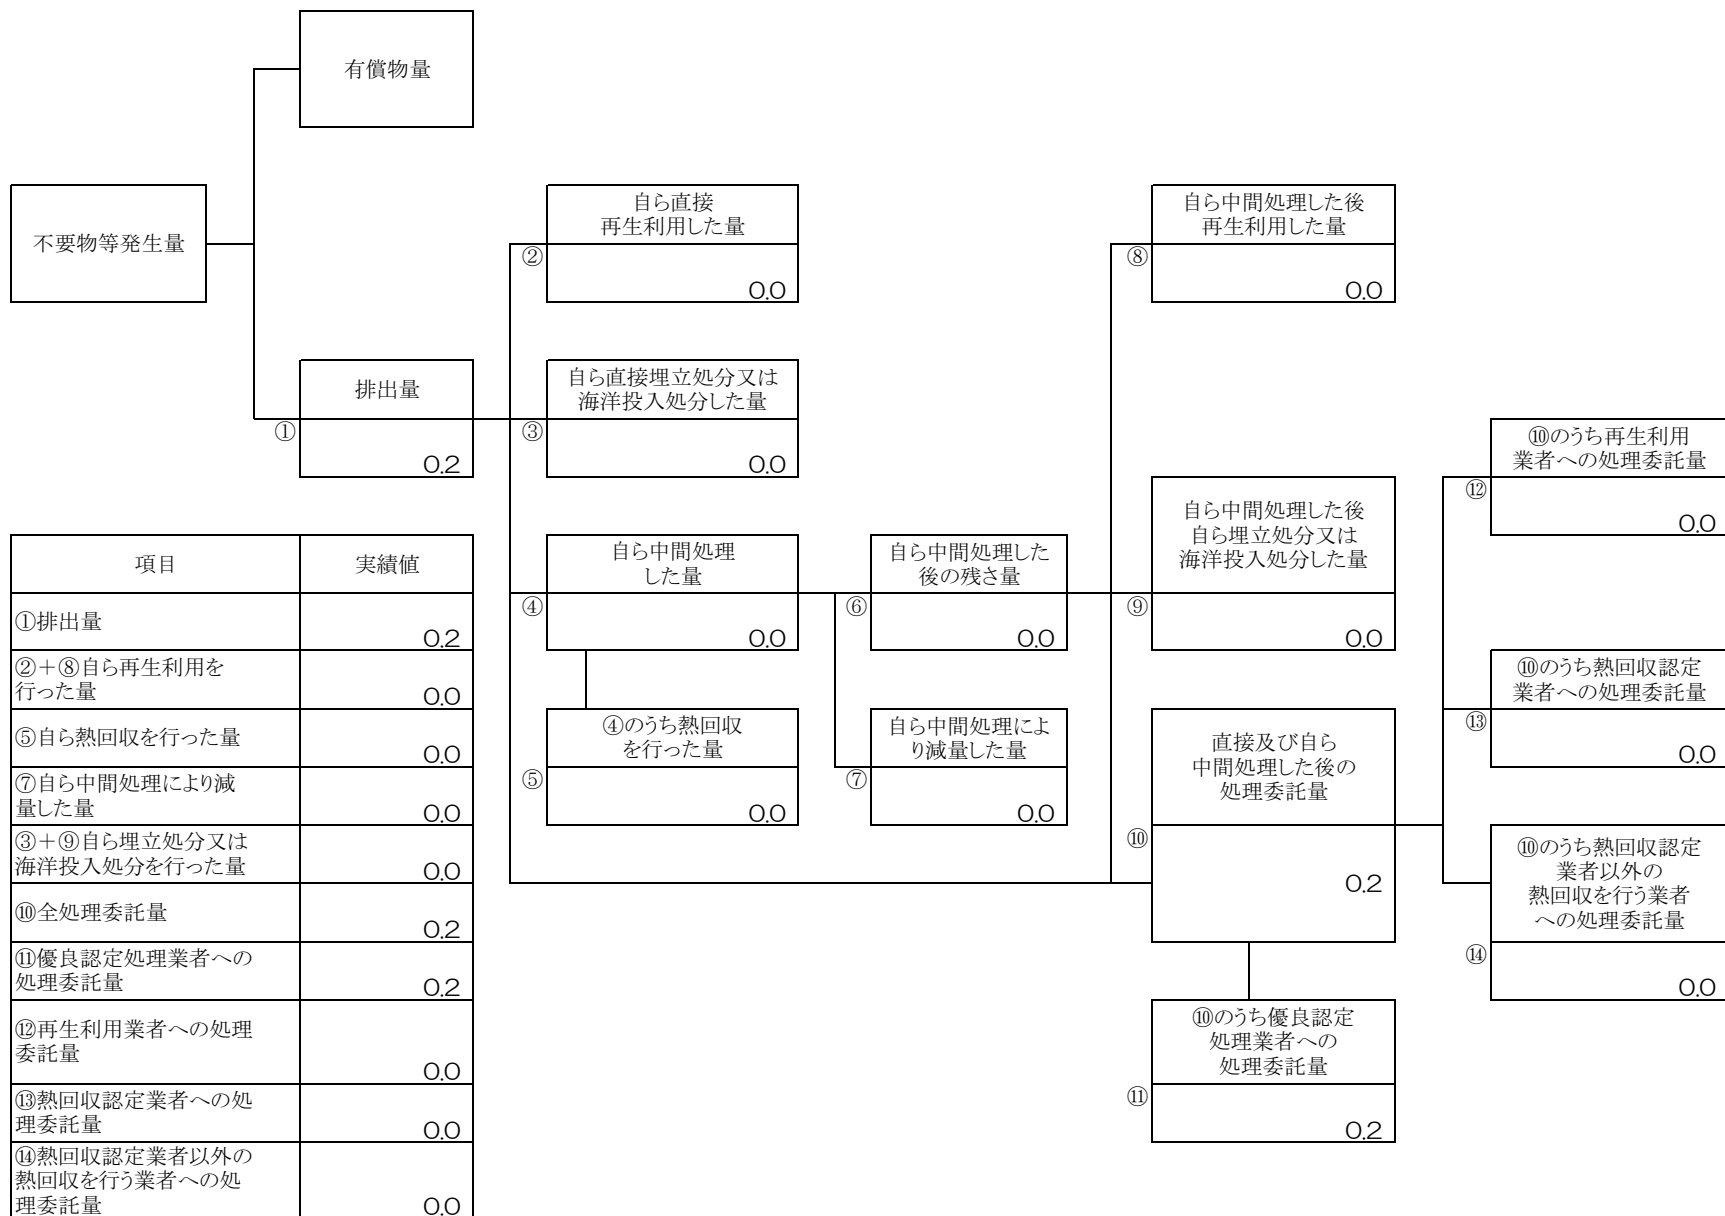 有償物量
不要物等発生量
自ら直接
再生利用した量
②
0.0
自ら中間処理した後
再生利用した量
⑧
0.0
排出量
①
0.2
自ら直接埋立処分又は
海洋投入処分した量
③
0.0
⑩のうち再生利用
業者への処理委託量
⑫
0.0
自ら中間処理
した量
④
0.0
自ら中間処理した
後の残さ量
⑥
0.0
自ら中間処理した後
自ら埋立処分又は
海洋投入処分した量
⑨
0.0
⑩のうち熱回収認定
業者への処理委託量
⑬
0.0
④のうち熱回収
を行った量
⑤
0.0
自ら中間処理によ
り減量した量
⑦
0.0
直接及び自ら
中間処理した後の
処理委託量
⑩
0.2
⑩のうち熱回収認定
業者以外の
熱回収を行う業者
への処理委託量
⑭
0.0
⑩のうち優良認定
処理業者への
処理委託量
⑪
0.2
項目 実績値
①排出量
0.2
②＋⑧自ら再生利用を
行った量
0.0
⑤自ら熱回収を行った量
0.0
⑦自ら中間処理により減
量した量
0.0
③＋⑨自ら埋立処分又は
海洋投入処分を行った量
0.0
⑩全処理委託量
0.2
⑪優良認定処理業者への
処理委託量
0.2
⑫再生利用業者への処理
委託量
0.0
⑬熱回収認定業者への処
理委託量
0.0
⑭熱回収認定業者以外の
熱回収を行う業者への処
理委託量
0.0